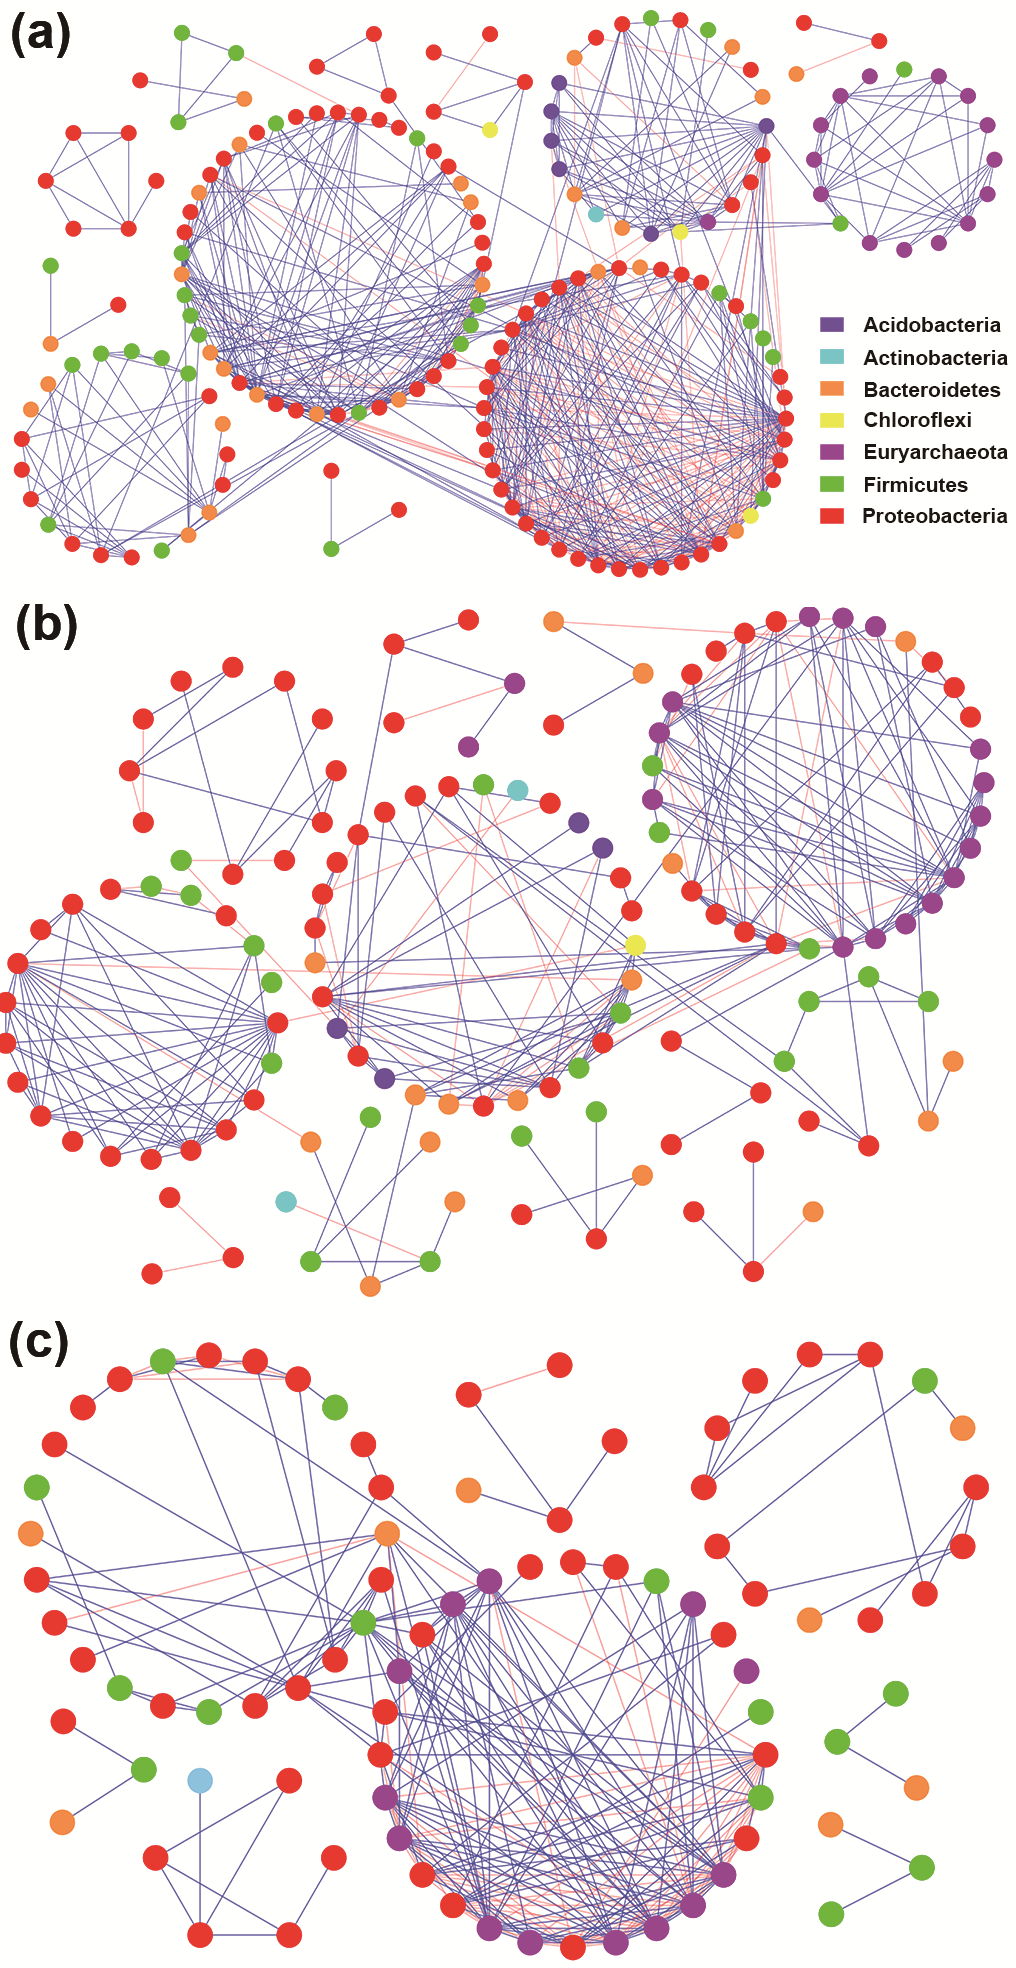 (a)
Acidobacteria
Actinobacteria
Bacteroidetes
Chloroflexi
Euryarchaeota
Firmicutes
Proteobacteria
(b)
(c)